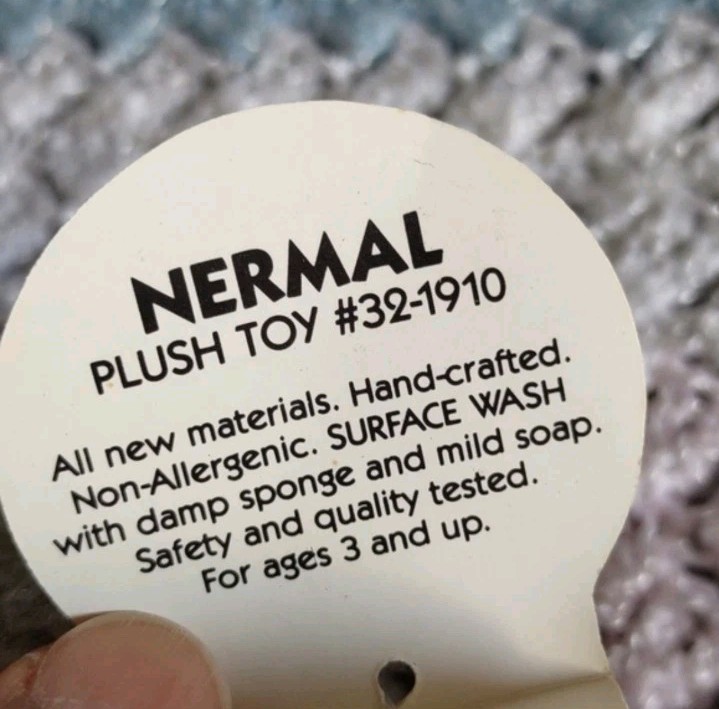 NERMAL
PLUSH TOY #32-1910
All new materials. Hand-crafted.
Non-Allergenic. SURFACE WASH
with damp sponge and mild soap.
Safety and quality tested.
For ages 3 and up.